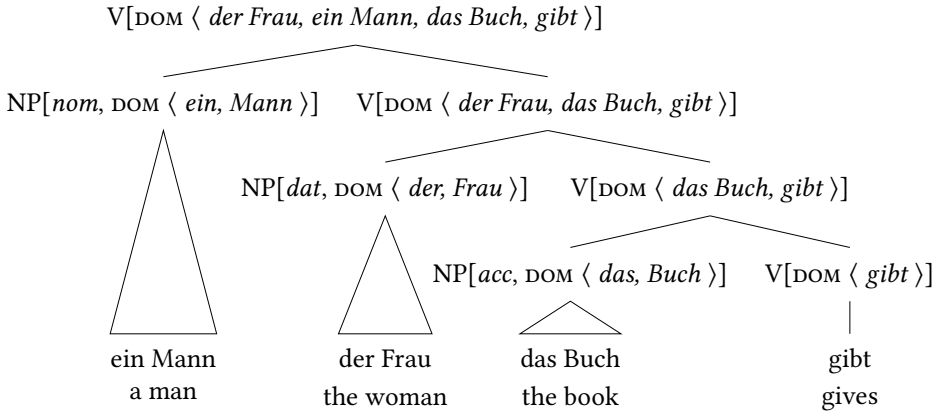 V[DOM ⟨ der Frau, ein Mann, das Buch, gibt ⟩]
NP[nom, DOM ⟨ ein, Mann ⟩] V[DOM ⟨ der Frau, das Buch, gibt ⟩]
NP[dat, DOM ⟨ der, Frau ⟩] V[DOM ⟨ das Buch, gibt ⟩]
NP[acc, DOM ⟨ das, Buch ⟩] V[DOM ⟨ gibt ⟩]
ein Mann der Frau das Buch gibt
a man the woman the book gives